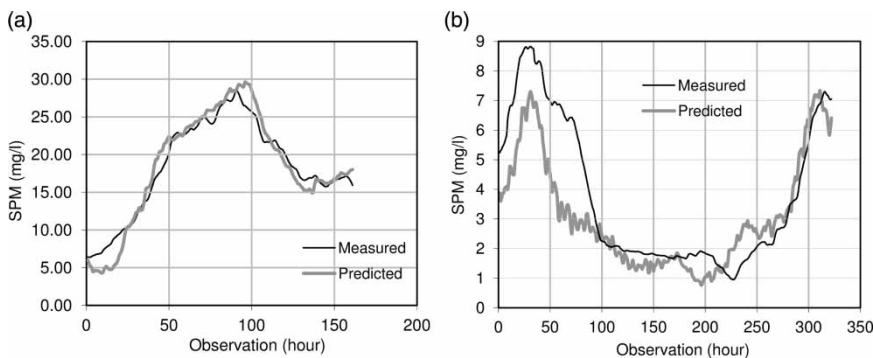 (a)
35.00
30.00
25.00
20.00
15.00
10.00
5.00
0.00
SPM (mg/l)
Measured
Predicted
0 50 100 150 200
Observation (hour)
(b)
9
8
7
6
5
4
3
2
1
0
SPM (mg/l)
Measured
Predicted
0 50 100 150 200 250 300 350
Observation (hour)